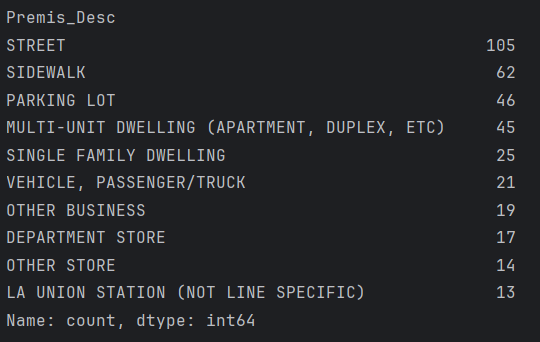 Premis_Desc
STREET 105
SIDEWALK 62
PARKING LOT 46
MULTI-UNIT DWELLING (APARTMENT, DUPLEX, ETC) 45
SINGLE FAMILY DWELLING 25
VEHICLE, PASSENGER/TRUCK 21
OTHER BUSINESS 19
DEPARTMENT STORE 17
OTHER STORE 14
LA UNION STATION (NOT LINE SPECIFIC) 13
Name: count, dtype: int64